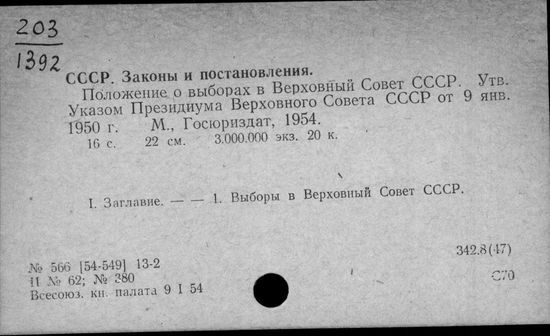 203
1392
СССР. Законы и постановления.
Положение о выборах в Верховный Совет СССР. Утв.
Указом Президиума Верховного Совета СССР от 9 янв.
1950 г. М., Госюриздат, 1954.
16 с. 22 см. 3.000.000 экз. 20 к.
I. Заглавие. — — 1. Выборы в Верховный Совет СССР.
№ 566 [54-549] 13-2
342.8(47)
П № 62; № 380
Всесоюз. кн. палата 9 I 54
С70